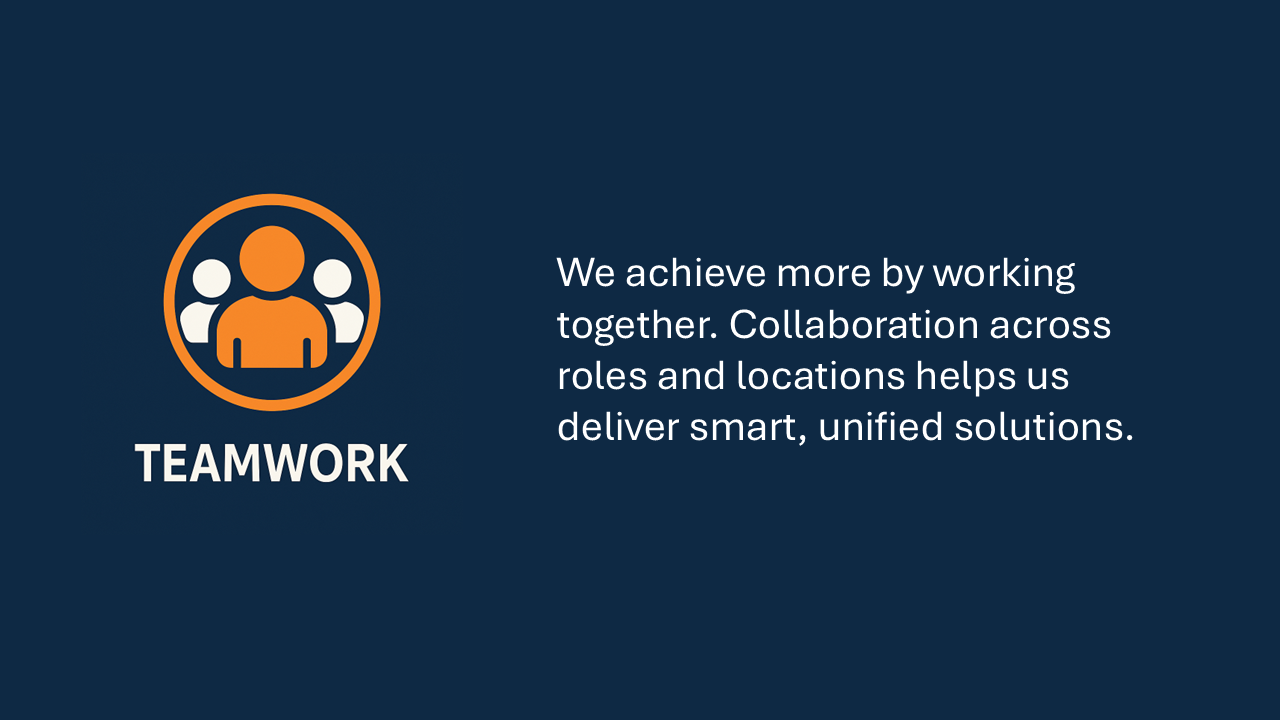 TEAMWORK
We achieve more by working
together. Collaboration across
roles and locations helps us
deliver smart, unified solutions.